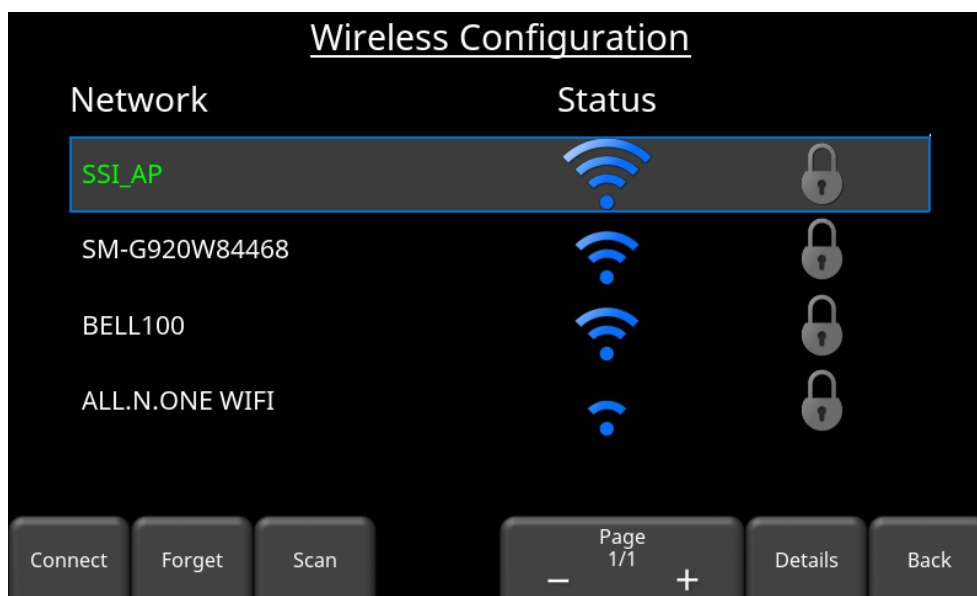 Wireless Configuration
Network Status
SSI_AP
SM-G920W84468
BELL100
ALL.N.ONE WIFI
Connect Forget Scan Page 1/1 − + Details Back